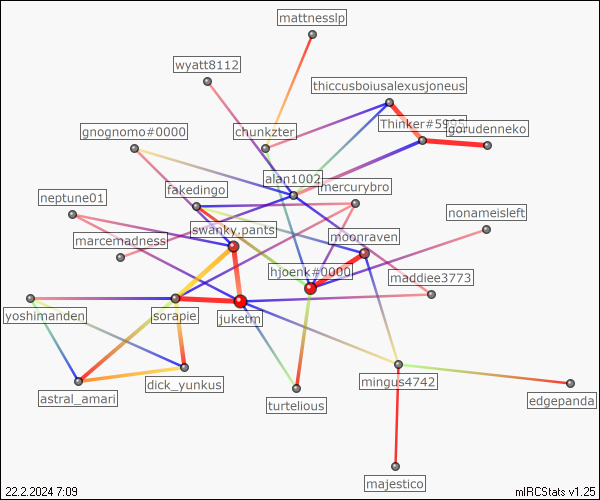 mattnesslp
wyatt8112
thiccusboiusalexusjoneus
gnognomo#0000
chunkzter
Thinker#5995
gorudenneko
alan1002
fakedingo
mercurybro
neptune01
nonameisleft
swanky.pants
moonraven
marcemadness
hjoenk#0000
maddiee3773
yoshimanden
sorapie
juketm
astral_amari
dick_yunkus
turtelious
mingus4742
edgepanda
majestico
22.2.2024 7:09
mIRCStats v1.25